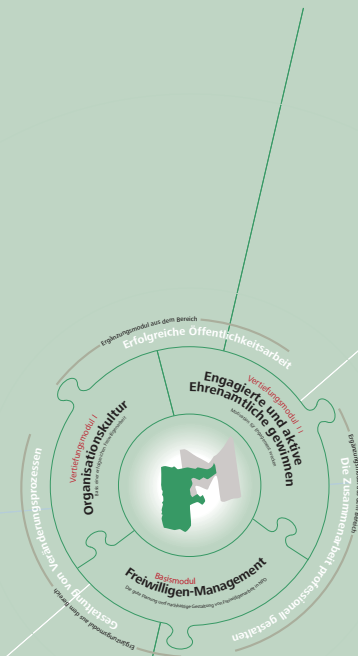 Ergänzungsmodul aus dem Bereich
Erfolgreiche Öffentlichkeitsarbeit
Vertiefungsmodul II
Engagierte und aktive
Ehrenamtliche gewinnen
Vertiefungsmodul I
Organisationskultur
FM
Basismodul
Freiwilligen-Management
Ergänzungsmodul aus dem Bereich
Gestaltung von Veränderungsprozessen
Die Zusammenarbeit professionell gestalten